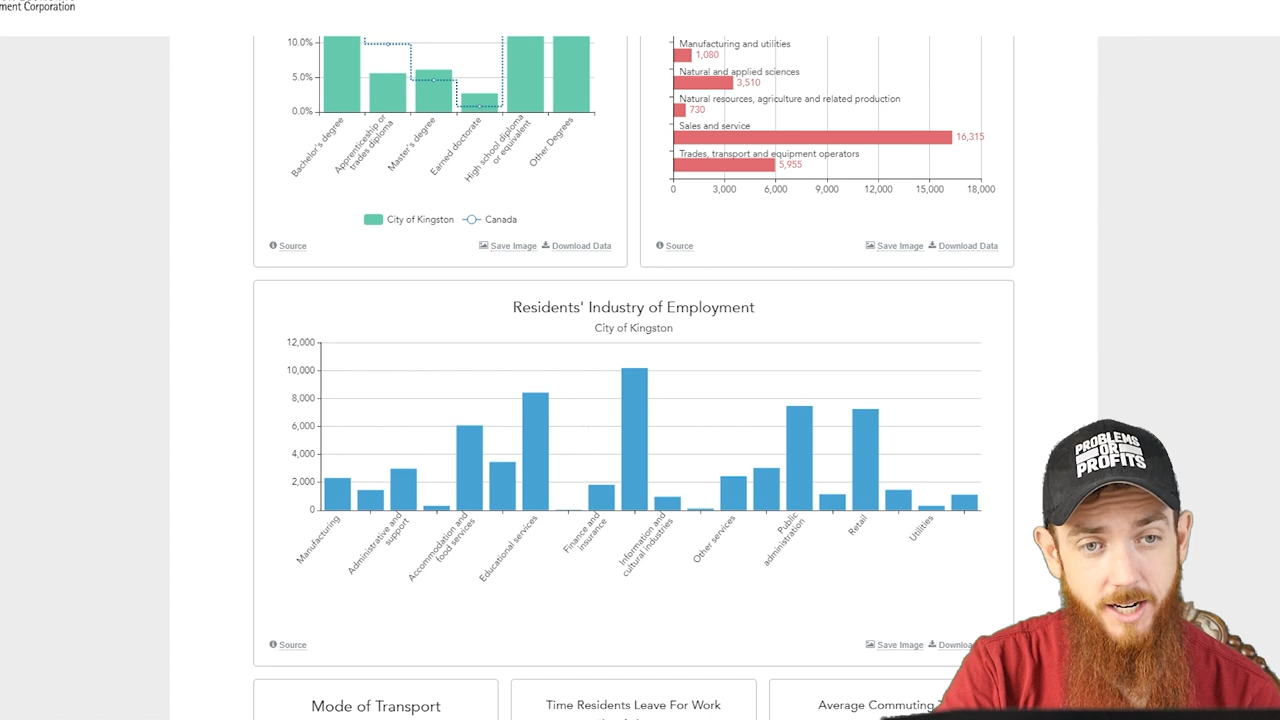 ment Corporation
10.0%
5.0%
0.0%
Bachelor's degree
Apprenticeship or
trades diploma
Master's degree
Earned doctorate
High school diploma
or equivalent
Other Degrees
City of Kingston
Canada
Source
Save Image
Download Data
Manufacturing and utilities
1,080
Natural and applied sciences
3,510
Natural resources, agriculture and related production
730
Sales and service
16,315
Trades, transport and equipment operators
5,955
0
3,000
6,000
9,000
12,000
15,000
18,000
Source
Save Image
Download Data
Residents' Industry of Employment
City of Kingston
12,000
10,000
8,000
6,000
4,000
2,000
0
Manufacturing
Administrative and
support
Accommodation and
food services
Educational services
Finance and
insurance
Information and
cultural industries
Other services
Public
administration
Retail
Utilities
Source
Save Image
Downloa
PROBLEMS
OR
PROFITS
Mode of Transport
Time Residents Leave For Work
Average Commuting